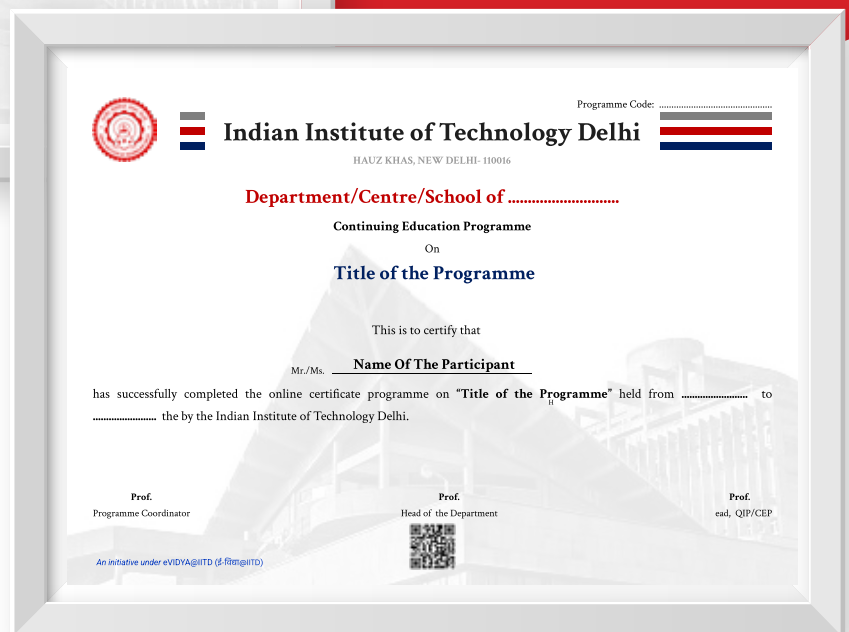 Programme Code: ............................................
Indian Institute of Technology Delhi
HAUZ KHAS, NEW DELHI- 110016
Department/Centre/School of ............................
Continuing Education Programme
On
Title of the Programme
This is to certify that
Mr./Ms. Name Of The Participant
has successfully completed the online certificate programme on “Title of the Programme” held from .......................... to
H
......................... the by the Indian Institute of Technology Delhi.
Prof. Prof. Prof.
Programme Coordinator Head of the Department ead, QIP/CEP
An initiative under eVIDYA@IITD (ई-विद्या@IITD)